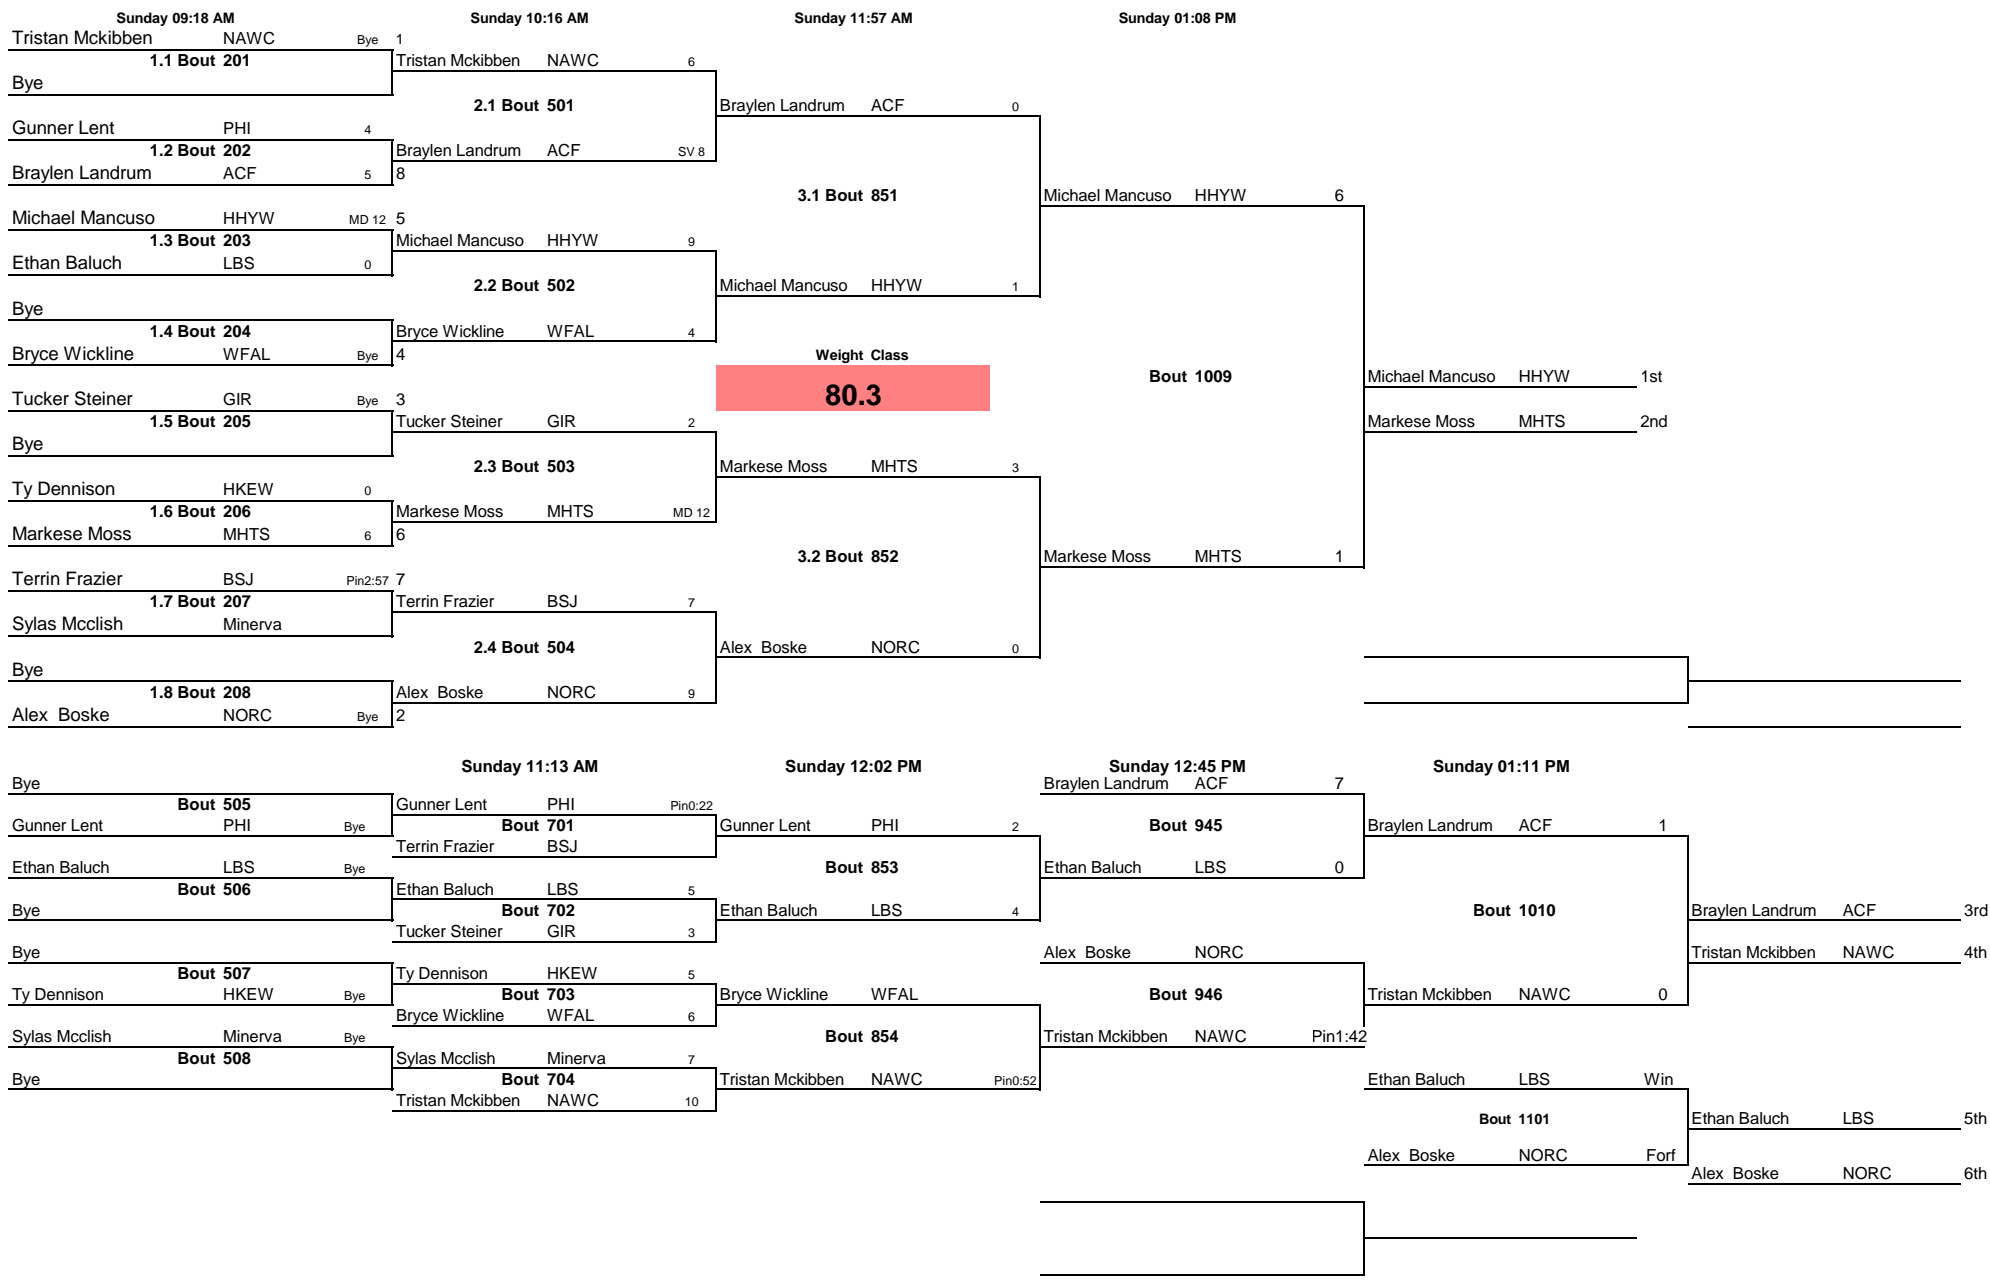 Sunday 09:18 AM Sunday 10:16 AM Sunday 11:57 AM Sunday 01:08 PM
Tristan Mckibben NAWC Bye 1
1.1 Bout 201 Tristan Mckibben NAWC 6
Bye
2.1 Bout 501 Braylen Landrum ACF 0
Gunner Lent PHI 4
1.2 Bout 202 Braylen Landrum ACF SV 8
Braylen Landrum ACF 5 8
3.1 Bout 851 Michael Mancuso HHYW 6
Michael Mancuso HHYW MD 12 5
1.3 Bout 203 Michael Mancuso HHYW 9
Ethan Baluch LBS 0
2.2 Bout 502 Michael Mancuso HHYW 1
Bye
1.4 Bout 204 Bryce Wickline WFAL 4
Bryce Wickline WFAL Bye 4 Weight Class
Bout 1009 Michael Mancuso HHYW 1st
Tucker Steiner GIR Bye 3 80.3
1.5 Bout 205 Tucker Steiner GIR 2 Markese Moss MHTS 2nd
Bye
2.3 Bout 503 Markese Moss MHTS 3
Ty Dennison HKEW 0
1.6 Bout 206 Markese Moss MHTS MD 12
Markese Moss MHTS 6 6
3.2 Bout 852 Markese Moss MHTS 1
Terrin Frazier BSJ Pin2:57 7
1.7 Bout 207 Terrin Frazier BSJ 7
Sylas Mcclish Minerva
2.4 Bout 504 Alex Boske NORC 0
Bye
1.8 Bout 208 Alex Boske NORC 9
Alex Boske NORC Bye 2
Sunday 11:13 AM Sunday 12:02 PM Sunday 12:45 PM Sunday 01:11 PM
Bye Braylen Landrum ACF 7
Bout 505 Gunner Lent PHI Pin0:22
Gunner Lent PHI Bye Bout 701 Gunner Lent PHI 2 Bout 945 Braylen Landrum ACF 1
Terrin Frazier BSJ
Ethan Baluch LBS Bye Bout 853 Ethan Baluch LBS 0
Bout 506 Ethan Baluch LBS 5
Bye Bout 702 Ethan Baluch LBS 4 Bout 1010 Braylen Landrum ACF 3rd
Tucker Steiner GIR 3
Bye Alex Boske NORC Tristan Mckibben NAWC 4th
Bout 507 Ty Dennison HKEW 5
Ty Dennison HKEW Bye Bout 703 Bryce Wickline WFAL Bout 946 Tristan Mckibben NAWC 0
Bryce Wickline WFAL 6
Sylas Mcclish Minerva Bye Bout 854 Tristan Mckibben NAWC Pin1:42
Bout 508 Sylas Mcclish Minerva 7
Bye Bout 704 Tristan Mckibben NAWC Pin0:52 Ethan Baluch LBS Win
Tristan Mckibben NAWC 10
Bout 1101 Ethan Baluch LBS 5th
Alex Boske NORC Forf
Alex Boske NORC 6th